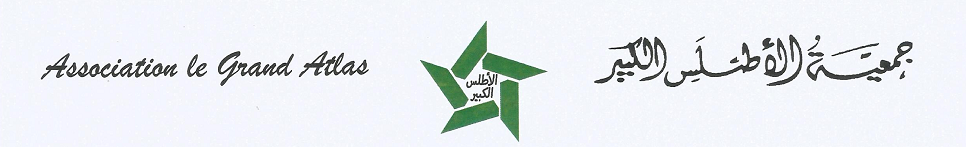 Association le Grand Atlas
الأطلس
الكبير
جمعية الأطلس الكبير